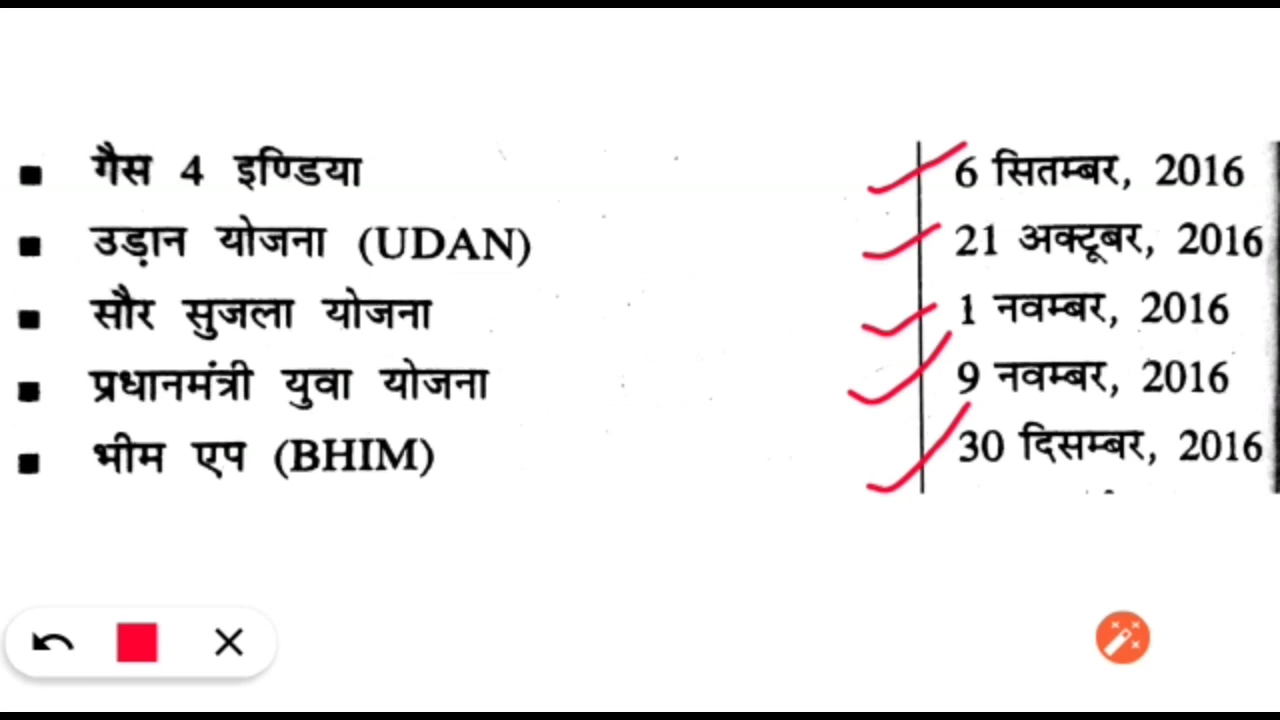 ▪ गैस 4 इण्डिया 6 सितम्बर, 2016
▪ उड़ान योजना (UDAN) 21 अक्टूबर, 2016
▪ सौर सुजला योजना 1 नवम्बर, 2016
▪ प्रधानमंत्री युवा योजना 9 नवम्बर, 2016
▪ भीम एप (BHIM) 30 दिसम्बर, 2016